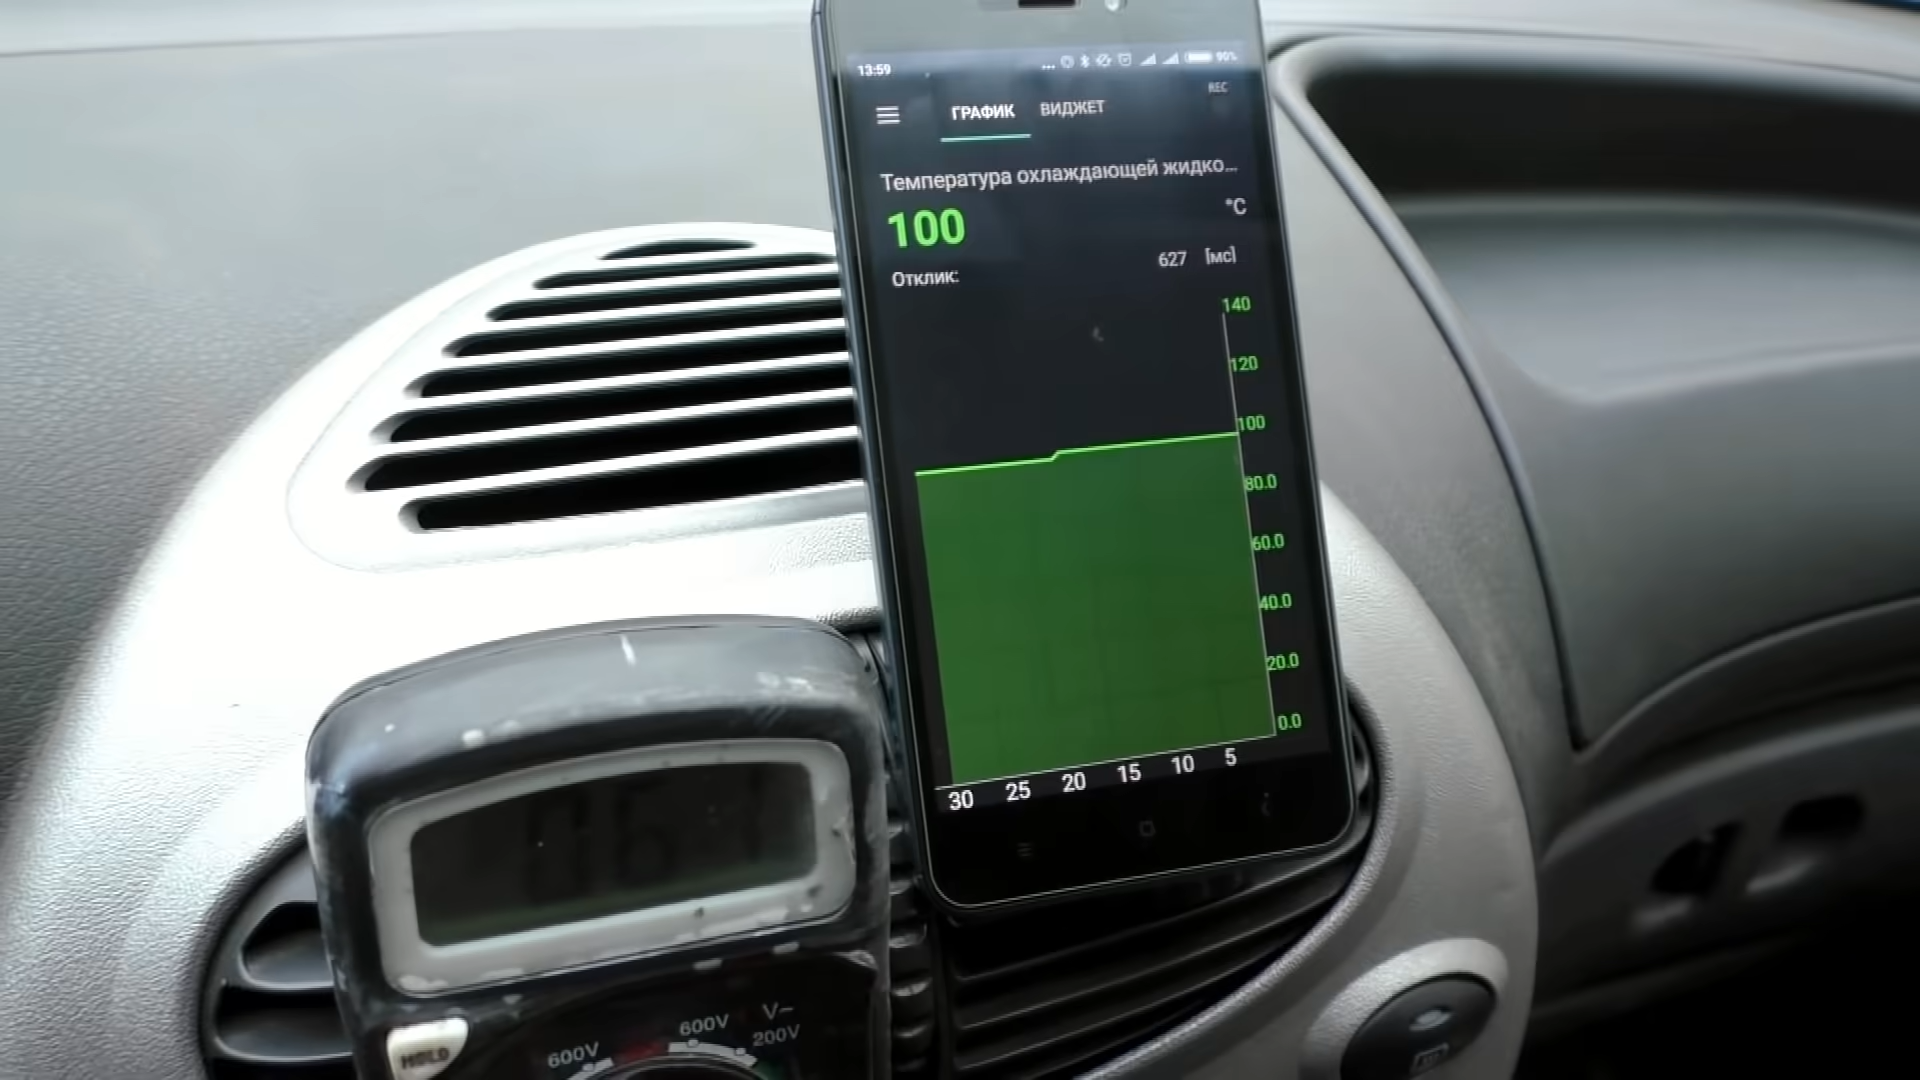 13:59
... 90%
REC
ГРАФИК ВИДЖЕТ
Температура охлаждающей жидко...
100 °C
Отклик: 627 [мс]
140
120
100
80.0
60.0
40.0
20.0
0.0
30 25 20 15 10 5
HOLD
600V 600V V~
200V